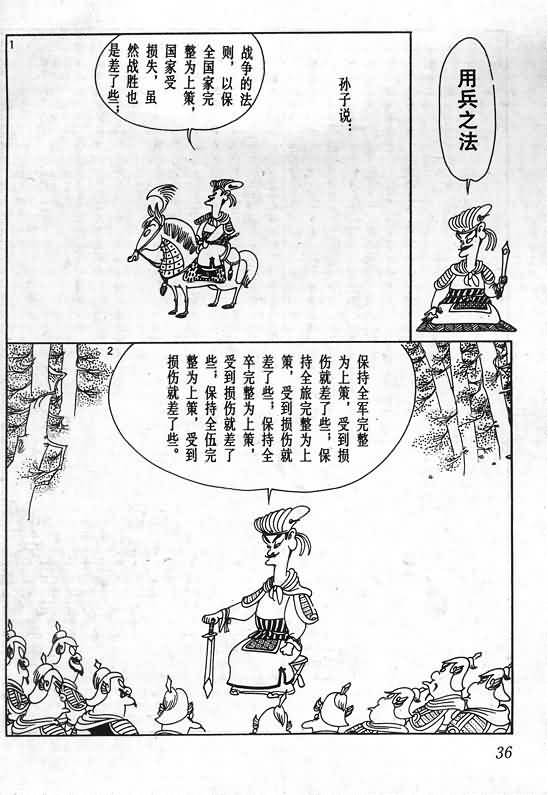 用兵之法
1
孙子说：
战争的法
则，以保
全国家完
整为上策，
国家受
损失，虽
然战胜也
是差了些；
2
保持全军完整
为上策，受到损
伤就差了些；保
持全旅完整为上
策，受到损伤就
差了些；保持全
卒完整为上策，
受到损伤就差了
些；保持全伍完
整为上策，受到
损伤就差了些。
36